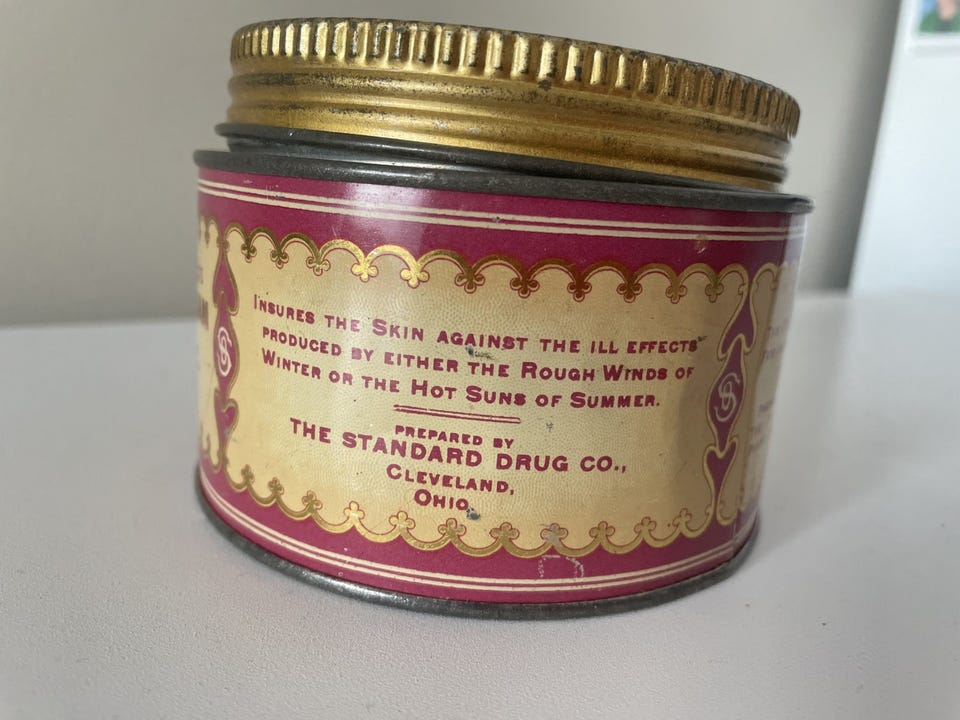 INSURES THE SKIN AGAINST THE ILL EFFECTS
PRODUCED BY EITHER THE ROUGH WINDS OF
WINTER OR THE HOT SUNS OF SUMMER.
PREPARED BY
THE STANDARD DRUG CO.,
CLEVELAND,
OHIO